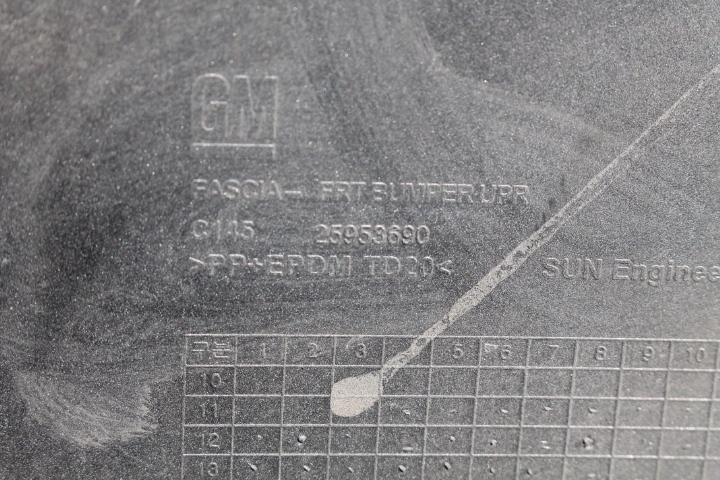 GM
FASCIA- FRT BUMPER UPR
C145 25953690
>PP+EPDM TD20<
SUN Enginee
구분 1 2 3 5 6 7 8 9 10
10
11
12
13